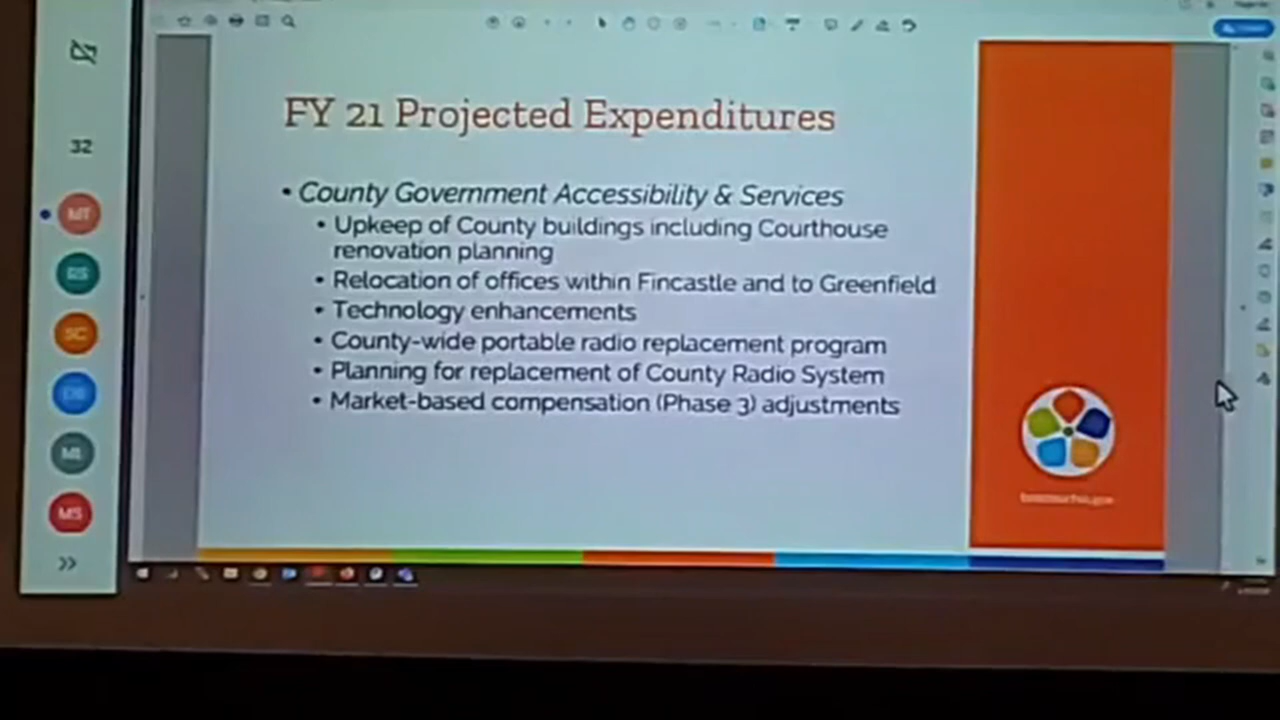 FY 21 Projected Expenditures
• County Government Accessibility & Services
• Upkeep of County buildings including Courthouse
renovation planning
• Relocation of offices within Fincastle and to Greenfield
• Technology enhancements
• County-wide portable radio replacement program
• Planning for replacement of County Radio System
• Market-based compensation (Phase 3) adjustments
32
MT
SC
MS